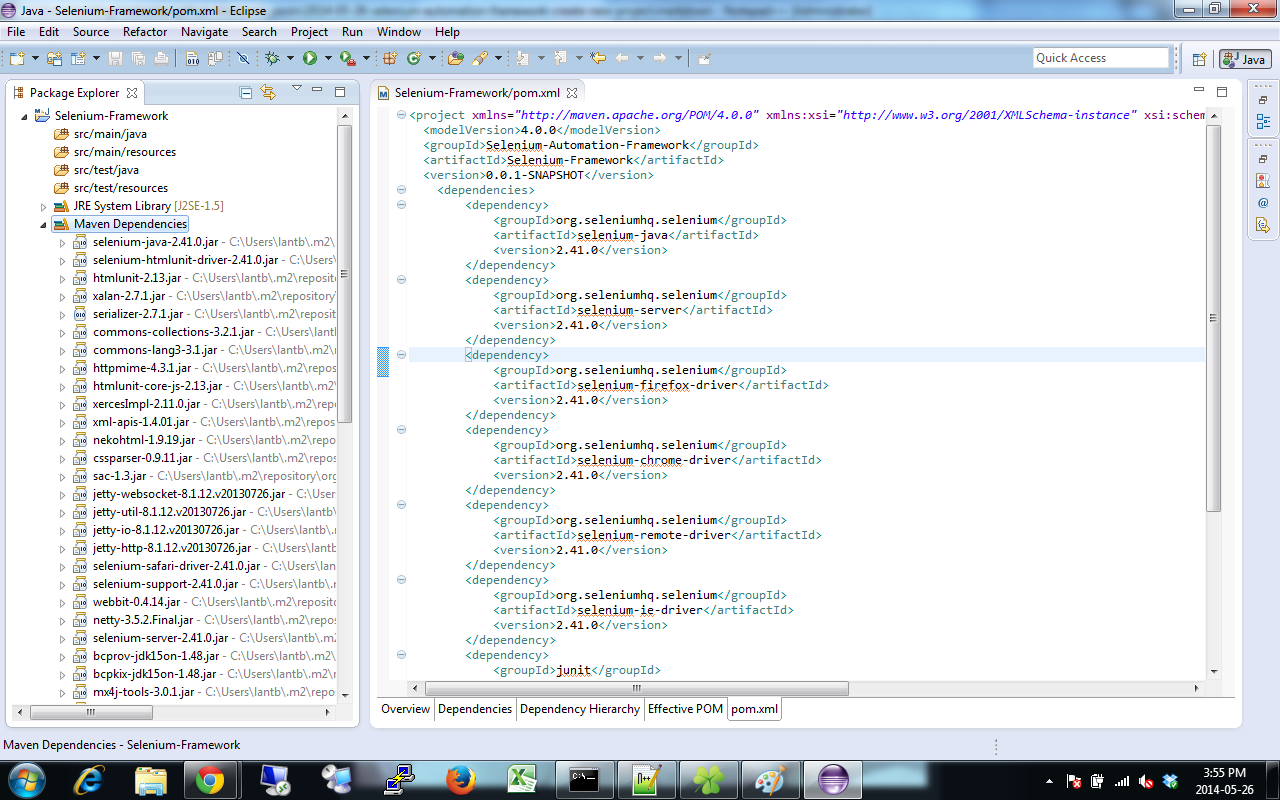 Java - Selenium-Framework/pom.xml - Eclipse
File Edit Source Refactor Navigate Search Project Run Window Help
Quick Access
Java
Package Explorer
Selenium-Framework
src/main/java
src/main/resources
src/test/java
src/test/resources
JRE System Library [J2SE-1.5]
Maven Dependencies
selenium-java-2.41.0.jar - C:\Users\lantb\.m2\
selenium-htmlunit-driver-2.41.0.jar - C:\Users
htmlunit-2.13.jar - C:\Users\lantb\.m2\reposit
xalan-2.7.1.jar - C:\Users\lantb\.m2\repository\
serializer-2.7.1.jar - C:\Users\lantb\.m2\reposit
commons-collections-3.2.1.jar - C:\Users\lant
commons-lang3-3.1.jar - C:\Users\lantb\.m2\
httpmime-4.3.1.jar - C:\Users\lantb\.m2\repo
htmlunit-core-js-2.13.jar - C:\Users\lantb\.m2
xercesImpl-2.11.0.jar - C:\Users\lantb\.m2\rep
xml-apis-1.4.01.jar - C:\Users\lantb\.m2\repo
nekohtml-1.9.19.jar - C:\Users\lantb\.m2\repo
cssparser-0.9.11.jar - C:\Users\lantb\.m2\repos
sac-1.3.jar - C:\Users\lantb\.m2\repository\org
jetty-websocket-8.1.12.v20130726.jar - C:\User
jetty-util-8.1.12.v20130726.jar - C:\Users\lantb
jetty-io-8.1.12.v20130726.jar - C:\Users\lantb\
jetty-http-8.1.12.v20130726.jar - C:\Users\lant
selenium-safari-driver-2.41.0.jar - C:\Users\la
selenium-support-2.41.0.jar - C:\Users\lantb\
webbit-0.4.14.jar - C:\Users\lantb\.m2\reposit
netty-3.5.2.Final.jar - C:\Users\lantb\.m2\repo
selenium-server-2.41.0.jar - C:\Users\lantb\.m
bcprov-jdk15on-1.48.jar - C:\Users\lantb\.m2\
bcpkix-jdk15on-1.48.jar - C:\Users\lantb\.m2\
mx4j-tools-3.0.1.jar - C:\Users\lantb\.m2\rep
Selenium-Framework/pom.xml
<project xmlns="http://maven.apache.org/POM/4.0.0" xmlns:xsi="http://www.w3.org/2001/XMLSchema-instance" xsi:schem
<modelVersion>4.0.0</modelVersion>
<groupId>Selenium-Automation-Framework</groupId>
<artifactId>Selenium-Framework</artifactId>
<version>0.0.1-SNAPSHOT</version>
<dependencies>
<dependency>
<groupId>org.seleniumhq.selenium</groupId>
<artifactId>selenium-java</artifactId>
<version>2.41.0</version>
</dependency>
<dependency>
<groupId>org.seleniumhq.selenium</groupId>
<artifactId>selenium-server</artifactId>
<version>2.41.0</version>
</dependency>
<dependency>
<groupId>org.seleniumhq.selenium</groupId>
<artifactId>selenium-firefox-driver</artifactId>
<version>2.41.0</version>
</dependency>
<dependency>
<groupId>org.seleniumhq.selenium</groupId>
<artifactId>selenium-chrome-driver</artifactId>
<version>2.41.0</version>
</dependency>
<dependency>
<groupId>org.seleniumhq.selenium</groupId>
<artifactId>selenium-remote-driver</artifactId>
<version>2.41.0</version>
</dependency>
<dependency>
<groupId>org.seleniumhq.selenium</groupId>
<artifactId>selenium-ie-driver</artifactId>
<version>2.41.0</version>
</dependency>
<dependency>
<groupId>junit</groupId>
Overview Dependencies Dependency Hierarchy Effective POM pom.xml
Maven Dependencies - Selenium-Framework
3:55 PM
2014-05-26